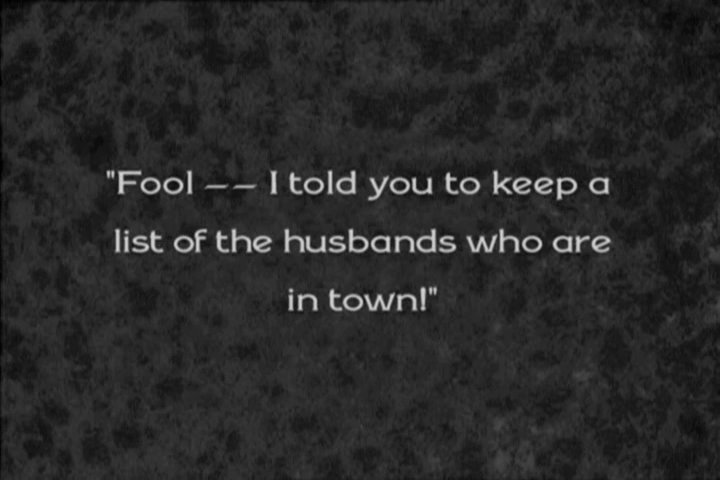 "Fool –– I told you to keep a
list of the husbands who are
in town!"